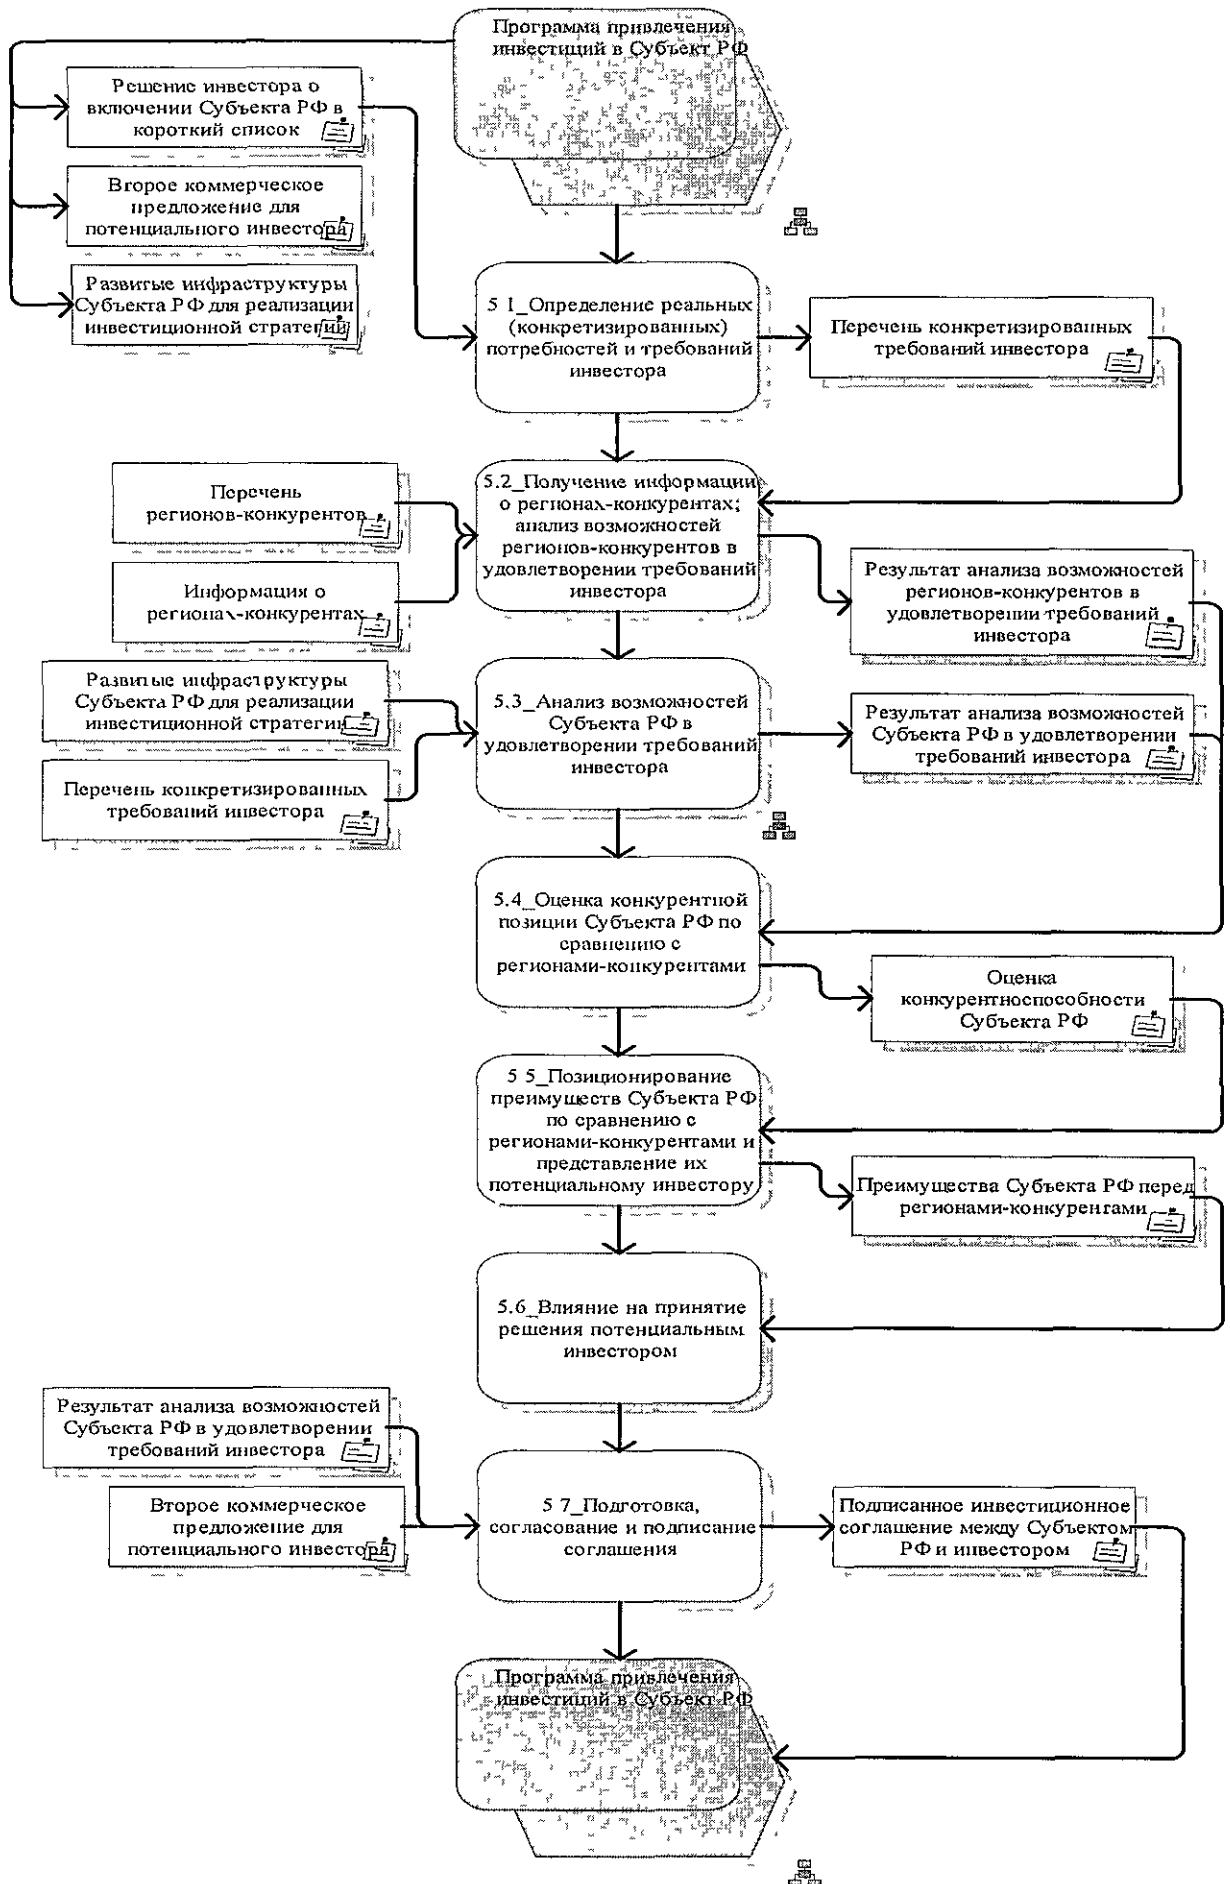 Программа привлечения
инвестиций в Субъект РФ
Решение инвестора о
включении Субъекта РФ в
короткий список
Второе коммерческое
предложение для
потенциального инвестора
Развитые инфраструктуры
Субъекта РФ для реализации
инвестиционной стратегии
5 1_Определение реальных
(конкретизированных)
потребностей и требований
инвестора
Перечень конкретизированных
требований инвестора
Перечень
регионов-конкурентов
Информация о
регионах-конкурентах
5.2_Получение информации
о регионах-конкурентах;
анализ возможностей
регионов-конкурентов в
удовлетворении требований
инвестора
Результат анализа возможностей
регионов-конкурентов в
удовлетворении требований
инвестора
Развитые инфраструктуры
Субъекта РФ для реализации
инвестиционной стратегии
Перечень конкретизированных
требований инвестора
5.3_Анализ возможностей
Субъекта РФ в
удовлетворении требований
инвестора
Результат анализа возможностей
Субъекта РФ в удовлетворении
требований инвестора
5.4_Оценка конкурентной
позиции Субъекта РФ по
сравнению с
регионами-конкурентами
Оценка
конкурентноспособности
Субъекта РФ
5 5_Позиционирование
преимуществ Субъекта РФ
по сравнению с
регионами-конкурентами и
представление их
потенциальному инвестору
Преимущества Субъекта РФ перед
регионами-конкурентами
5.6_Влияние на принятие
решения потенциальным
инвестором
Результат анализа возможностей
Субъекта РФ в удовлетворении
требований инвестора
Второе коммерческое
предложение для
потенциального инвестора
5 7_Подготовка,
согласование и подписание
соглашения
Подписанное инвестиционное
соглашение между Субъектом
РФ и инвестором
Программа привлечения
инвестиций в Субъект РФ